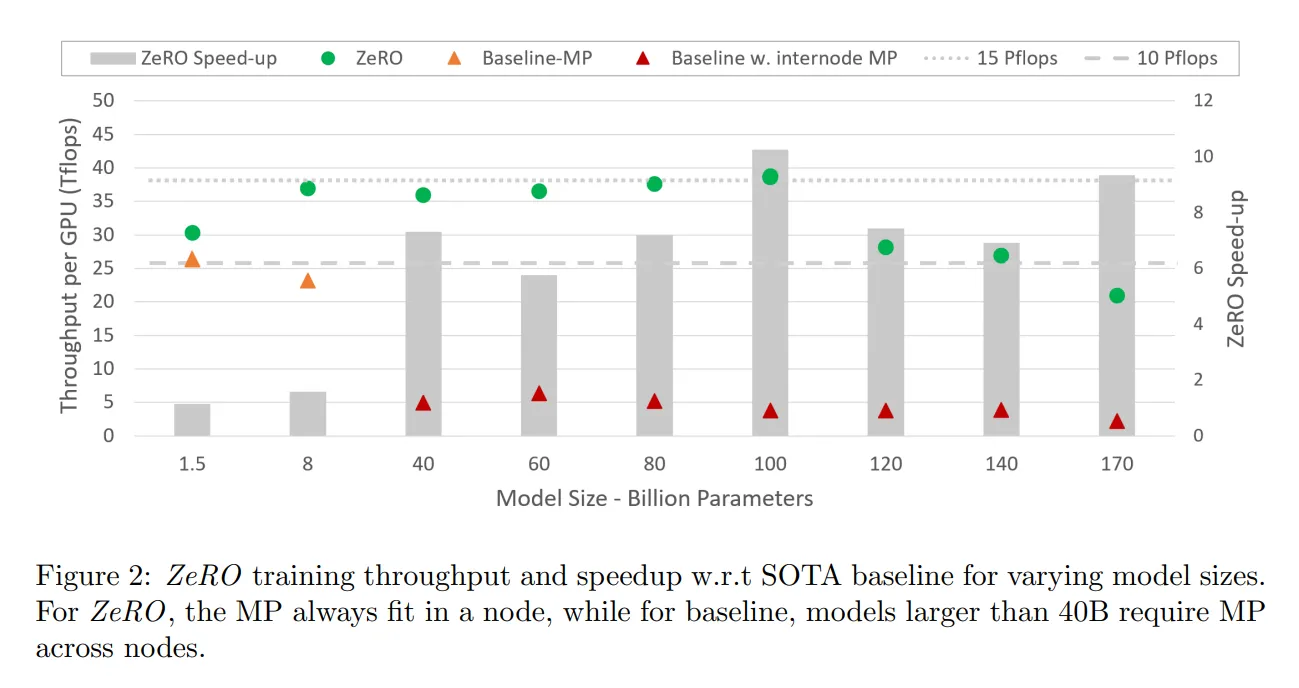 ZeRO Speed-up ZeRO Baseline-MP Baseline w. internode MP 15 Pflops 10 Pflops
Throughput per GPU (Tflops)
50
45
40
35
30
25
20
15
10
5
0
12
10
8
6
4
2
0
ZeRO Speed-up
1.5 8 40 60 80 100 120 140 170
Model Size - Billion Parameters
Figure 2: ZeRO training throughput and speedup w.r.t SOTA baseline for varying model sizes.
For ZeRO, the MP always fit in a node, while for baseline, models larger than 40B require MP
across nodes.